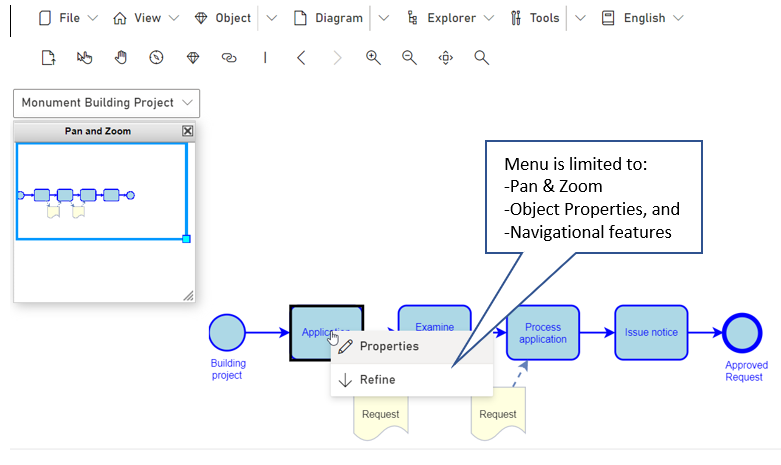 File View Object Diagram Explorer Tools English
Monument Building Project
Pan and Zoom
Menu is limited to:
-Pan & Zoom
-Object Properties, and
-Navigational features
Application
Examine
Process
application
Issue notice
Properties
Refine
Building
project
Approved
Request
Request
Request